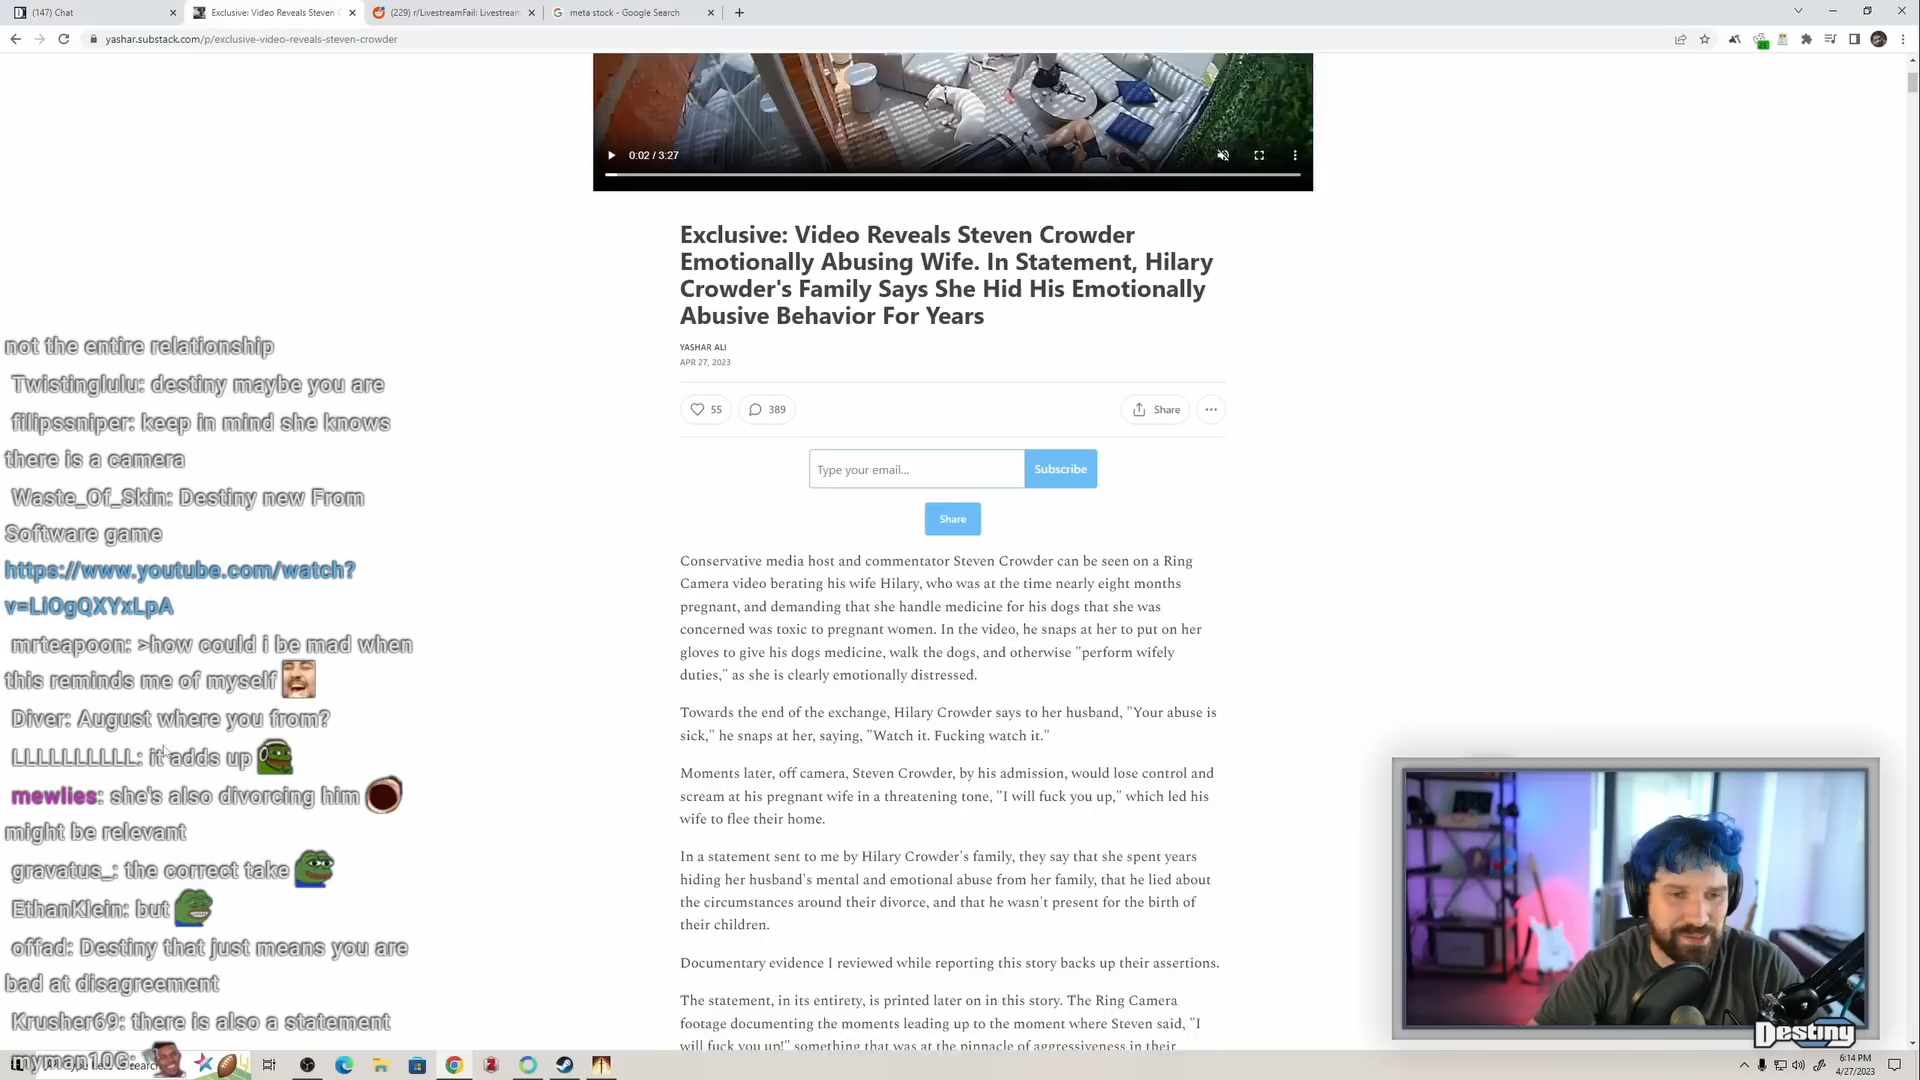 (147) Chat
Exclusive: Video Reveals Steven C
(229) r/LivestreamFail: Livestream
meta stock - Google Search
yashar.substack.com/p/exclusive-video-reveals-steven-crowder
0:02 / 3:27
Exclusive: Video Reveals Steven Crowder
Emotionally Abusing Wife. In Statement, Hilary
Crowder's Family Says She Hid His Emotionally
Abusive Behavior For Years
YASHAR ALI
APR 27, 2023
55
389
Share
Type your email...
Subscribe
Share
Conservative media host and commentator Steven Crowder can be seen on a Ring
Camera video berating his wife Hilary, who was at the time nearly eight months
pregnant, and demanding that she handle medicine for his dogs that she was
concerned was toxic to pregnant women. In the video, he snaps at her to put on her
gloves to give his dogs medicine, walk the dogs, and otherwise "perform wifely
duties," as she is clearly emotionally distressed.
Towards the end of the exchange, Hilary Crowder says to her husband, "Your abuse is
sick," he snaps at her, saying, "Watch it. Fucking watch it."
Moments later, off camera, Steven Crowder, by his admission, would lose control and
scream at his pregnant wife in a threatening tone, "I will fuck you up," which led his
wife to flee their home.
In a statement sent to me by Hilary Crowder's family, they say that she spent years
hiding her husband's mental and emotional abuse from her family, that he lied about
the circumstances around their divorce, and that he wasn't present for the birth of
their children.
Documentary evidence I reviewed while reporting this story backs up their assertions.
The statement, in its entirety, is printed later on in this story. The Ring Camera
footage documenting the moments leading up to the moment where Steven said, "I
will fuck you up!" something that was at the pinnacle of aggressiveness in their
not the entire relationship
Twistinglulu: destiny maybe you are
filipssniper: keep in mind she knows
there is a camera
Waste_Of_Skin: Destiny new From
Software game
https://www.youtube.com/watch?
v=LiOgQXYxLpA
mrteapoon: >how could i be mad when
this reminds me of myself
Diver: August where you from?
LLLLLLLLLL: it adds up
mewlies: she's also divorcing him
might be relevant
gravatus_: the correct take
EthanKlein: but
offad: Destiny that just means you are
bad at disagreement
Krusher69: there is also a statement
myman10G:
Destiny
6:14 PM
4/27/2023